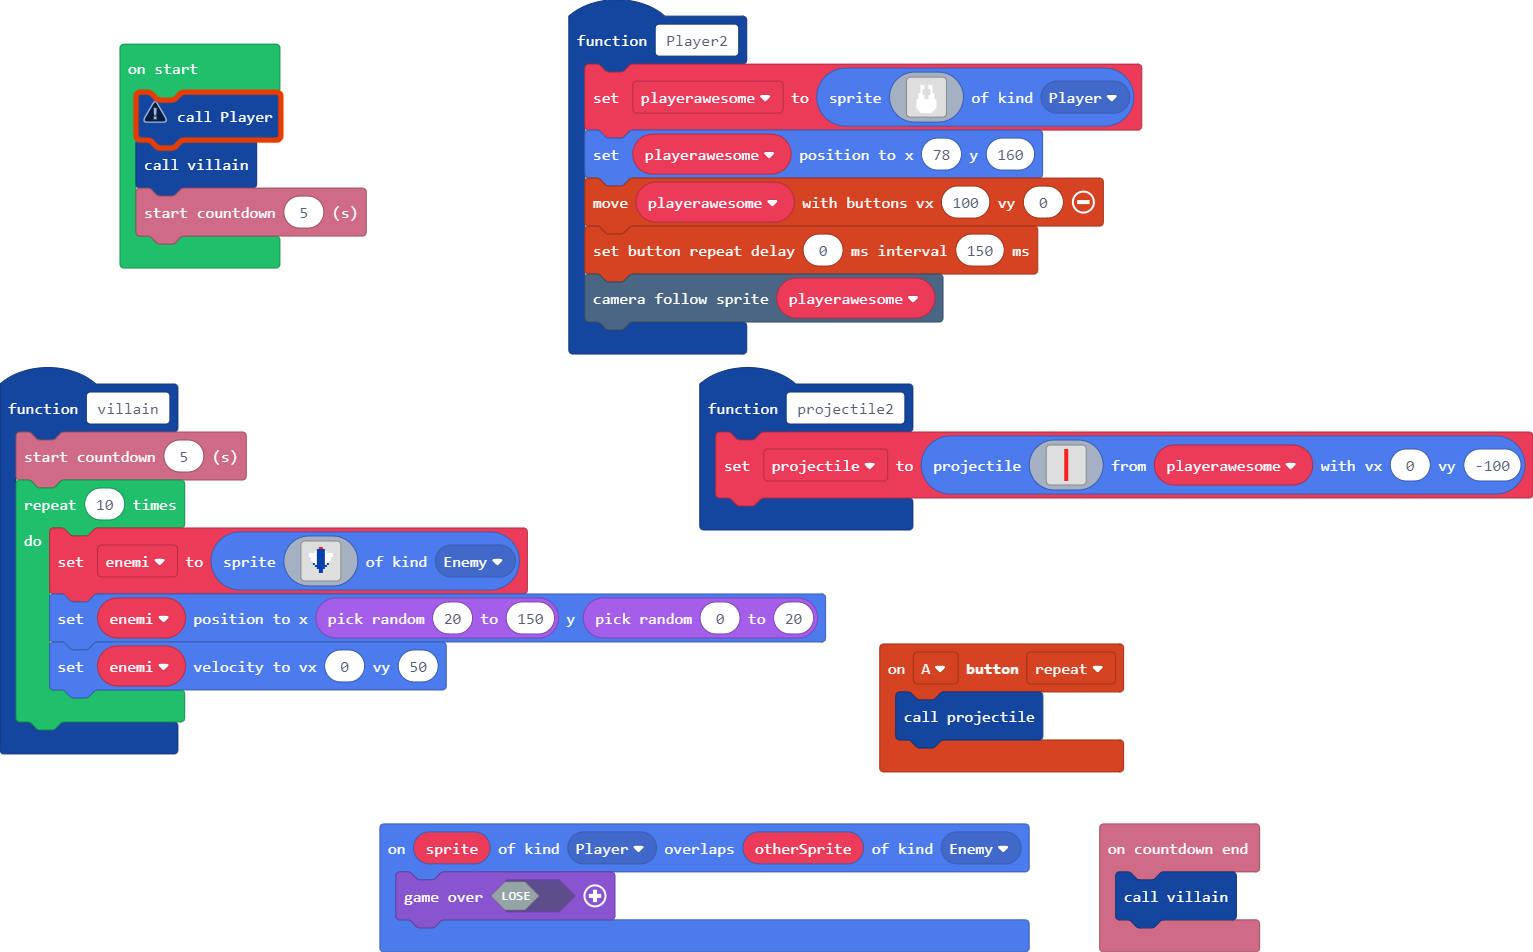 on start
call Player
call villain
start countdown 5 (s)
function Player2
set playerawesome to sprite of kind Player
set playerawesome position to x 78 y 160
move playerawesome with buttons vx 100 vy 0
set button repeat delay 0 ms interval 150 ms
camera follow sprite playerawesome
function villain
start countdown 5 (s)
repeat 10 times
do
set enemi to sprite of kind Enemy
set enemi position to x pick random 20 to 150 y pick random 0 to 20
set enemi velocity to vx 0 vy 50
function projectile2
set projectile to projectile from playerawesome with vx 0 vy -100
on A button repeat
call projectile
on sprite of kind Player overlaps otherSprite of kind Enemy
game over LOSE
on countdown end
call villain